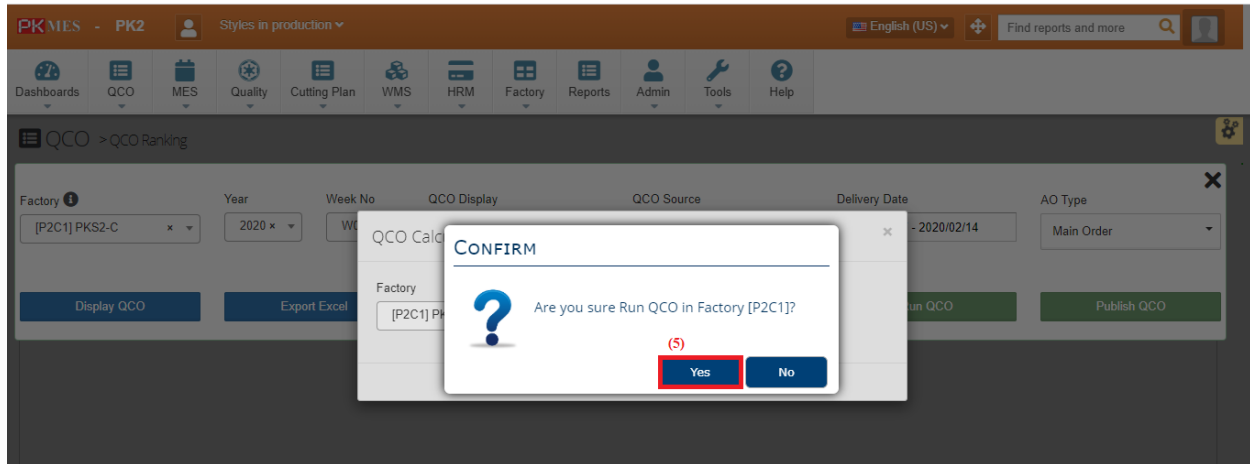 PKMES - PK2 Styles in production English (US) Find reports and more
Dashboards QCO MES Quality Cutting Plan WMS HRM Factory Reports Admin Tools Help
QCO > QCO Ranking
Factory Year Week No QCO Display QCO Source Delivery Date AO Type
[P2C1] PKS2-C × 2020 × - 2020/02/14 Main Order
QCO Calc ×
CONFIRM
Factory
[P2C1] PK
Are you sure Run QCO in Factory [P2C1]?
Display QCO Export Excel QCO Publish QCO
(5)
Yes No